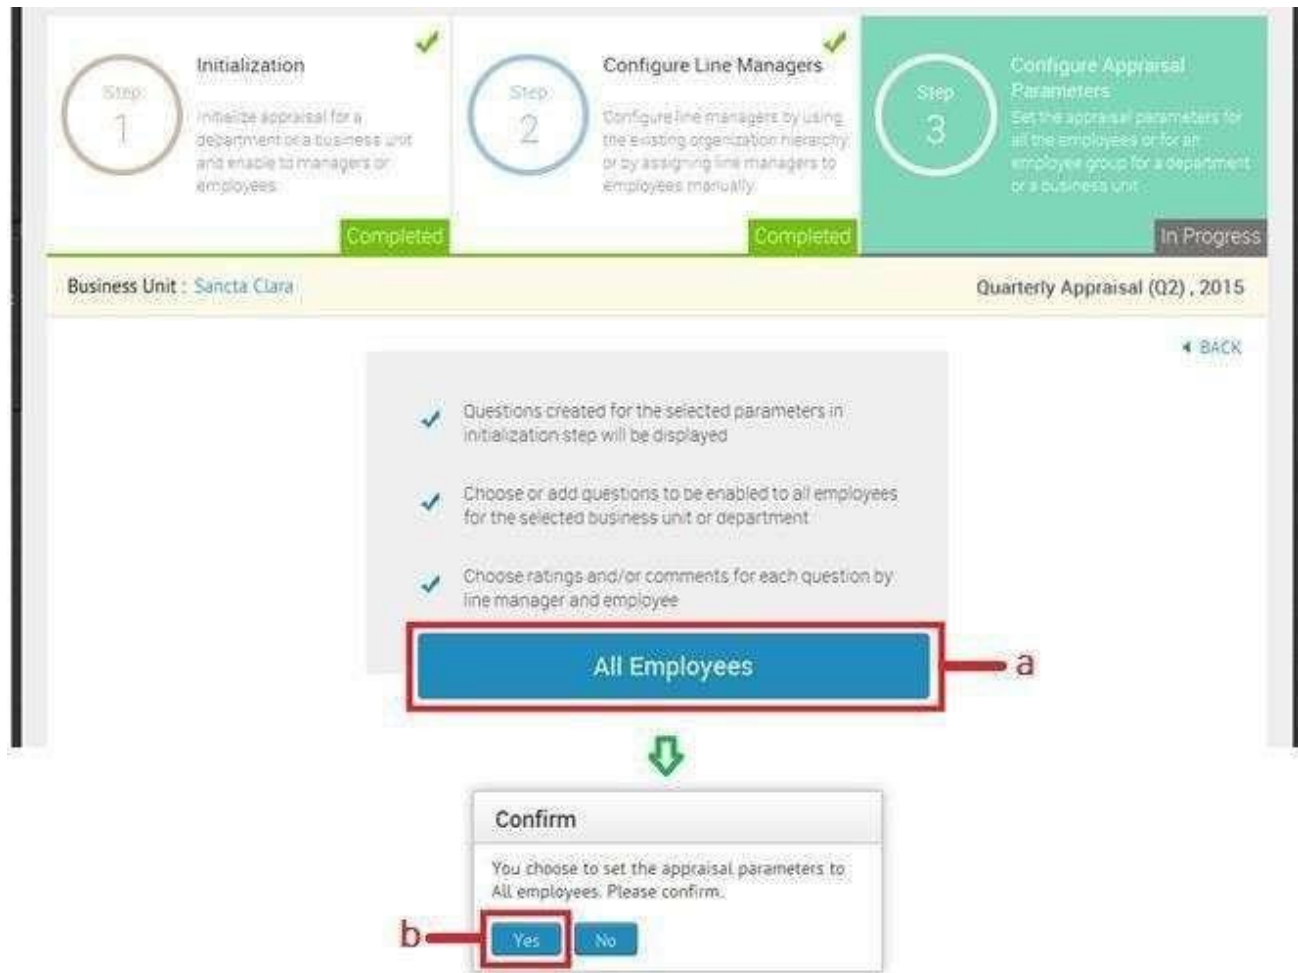 Step
1
Initialization
Initialize appraisal for a
department or a business unit
and enable to managers or
employees.
Completed
Step
2
Configure Line Managers
Configure line managers by using
the existing organization hierarchy
or by assigning line managers to
employees manually.
Completed
Step
3
Configure Appraisal
Parameters
Set the appraisal parameters for
all the employees or for an
employee group for a department
or a business unit
In Progress
Business Unit : Sancta Clara
Quarterly Appraisal (Q2) , 2015
BACK
Questions created for the selected parameters in
initialization step will be displayed
Choose or add questions to be enabled to all employees
for the selected business unit or department
Choose ratings and/or comments for each question by
line manager and employee
All Employees
a
Confirm
You choose to set the appraisal parameters to
All employees. Please confirm.
b
Yes
No